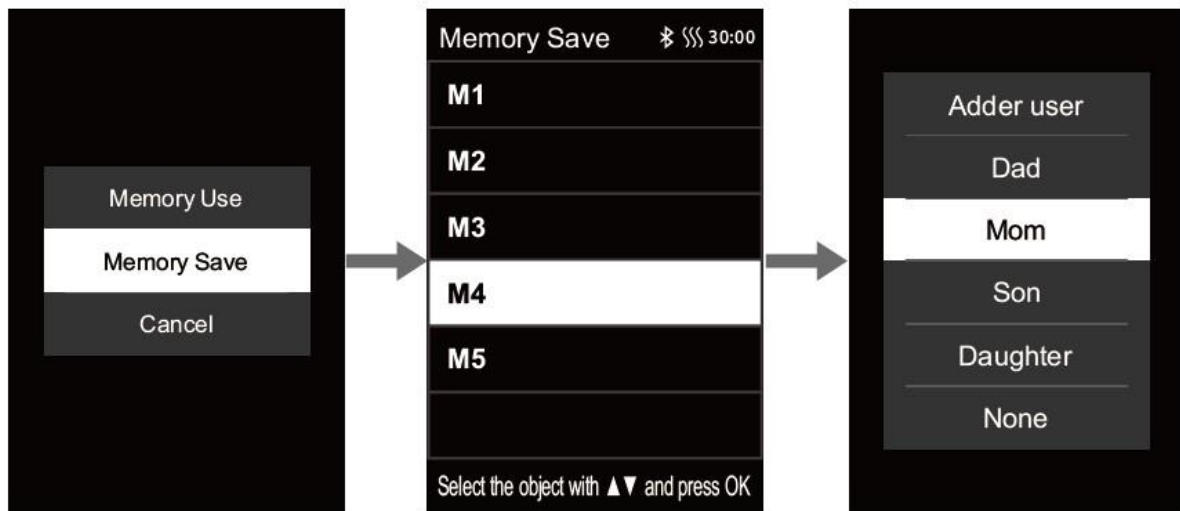 Memory Use
Memory Save
Cancel
Memory Save 30:00
M1
M2
M3
M4
M5
Select the object with ▲▼ and press OK
Adder user
Dad
Mom
Son
Daughter
None